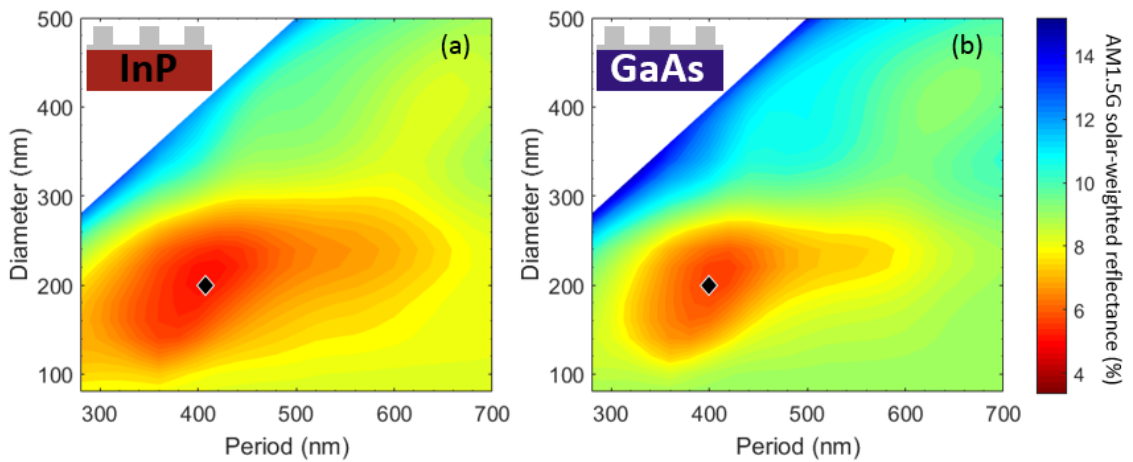 (a)
InP
500
400
300
200
100
Diameter (nm)
300
400
500
600
700
Period (nm)
(b)
GaAs
500
400
300
200
100
Diameter (nm)
300
400
500
600
700
Period (nm)
14
12
10
8
6
4
AM1.5G solar-weighted reflectance (%)